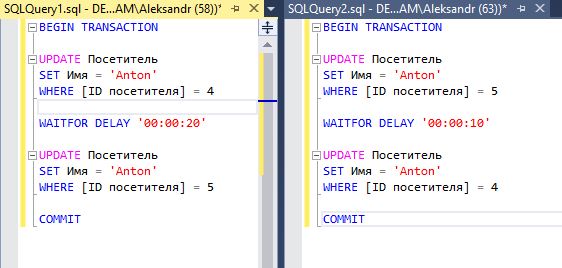 SQLQuery1.sql - DE...AM\Aleksandr (58))*
BEGIN TRANSACTION
UPDATE Посетитель
SET Имя = 'Anton'
WHERE [ID посетителя] = 4
WAITFOR DELAY '00:00:20'
UPDATE Посетитель
SET Имя = 'Anton'
WHERE [ID посетителя] = 5
COMMIT
SQLQuery2.sql - DE...AM\Aleksandr (63))*
BEGIN TRANSACTION
UPDATE Посетитель
SET Имя = 'Anton'
WHERE [ID посетителя] = 5
WAITFOR DELAY '00:00:10'
UPDATE Посетитель
SET Имя = 'Anton'
WHERE [ID посетителя] = 4
COMMIT